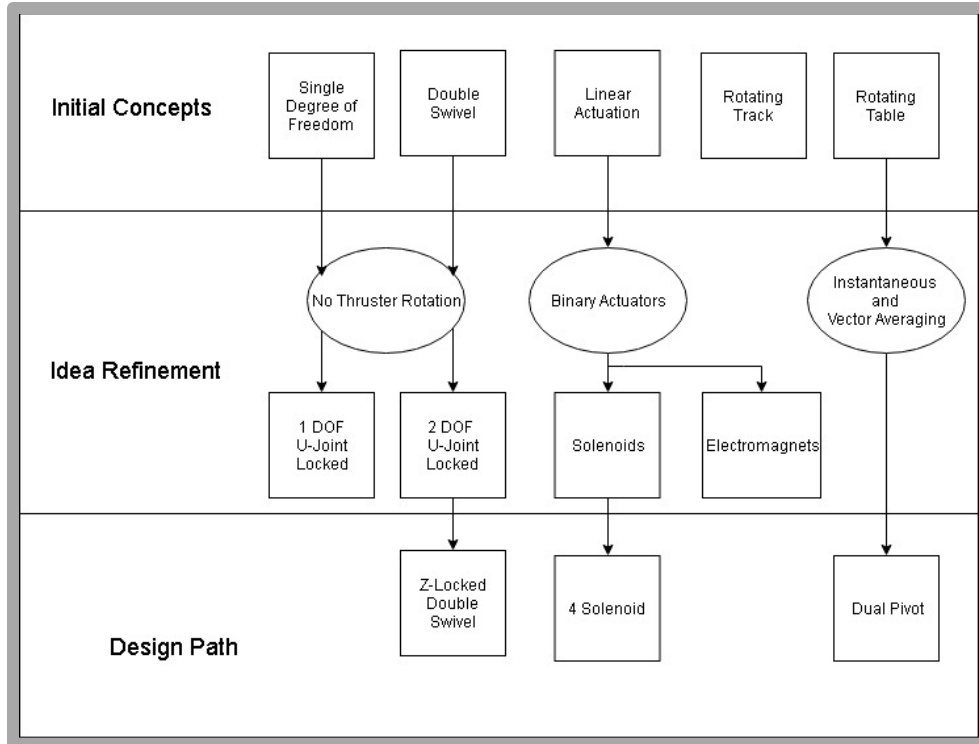 Initial Concepts
Single
Degree of
Freedom
Double
Swivel
Linear
Actuation
Rotating
Track
Rotating
Table
Idea Refinement
No Thruster Rotation
Binary Actuators
Instantaneous
and
Vector Averaging
1 DOF
U-Joint
Locked
2 DOF
U-Joint
Locked
Solenoids
Electromagnets
Design Path
Z-Locked
Double
Swivel
4 Solenoid
Dual Pivot